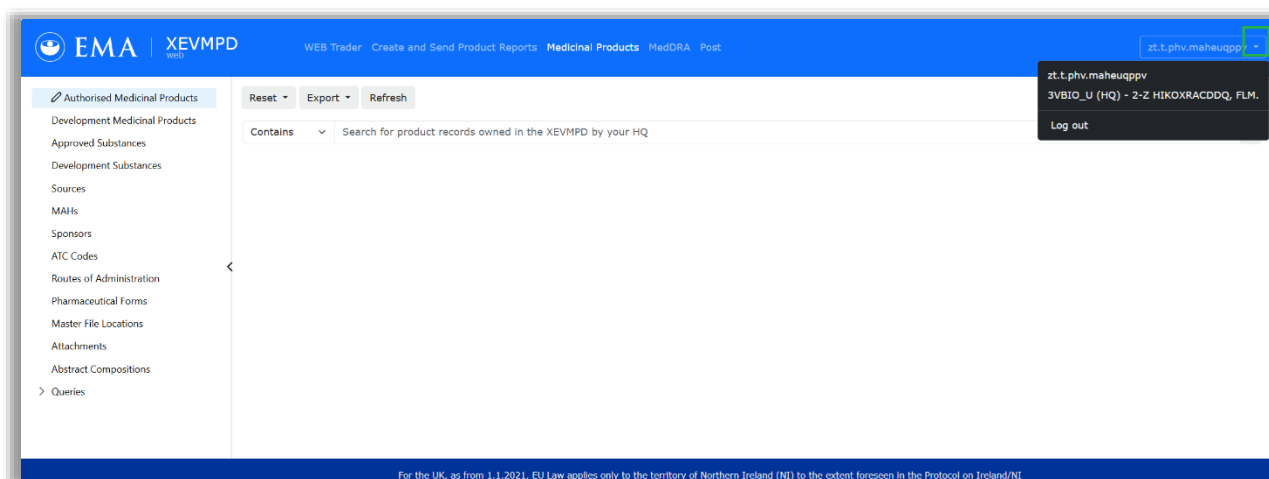 EMA XEVMPD
web
WEB Trader Create and Send Product Reports Medicinal Products MedDRA Post
zt.t.phv.maheuqppv
zt.t.phv.maheuqppv
3VBIO_U (HQ) - 2-Z HIKOXRACDDQ, FLM.
Log out
Authorised Medicinal Products
Development Medicinal Products
Approved Substances
Development Substances
Sources
MAHs
Sponsors
ATC Codes
Routes of Administration
Pharmaceutical Forms
Master File Locations
Attachments
Abstract Compositions
Queries
Reset Export Refresh
Contains Search for product records owned in the XEVMPD by your HQ
For the UK, as from 1.1.2021, EU Law applies only to the territory of Northern Ireland (NI) to the extent foreseen in the Protocol on Ireland/NI